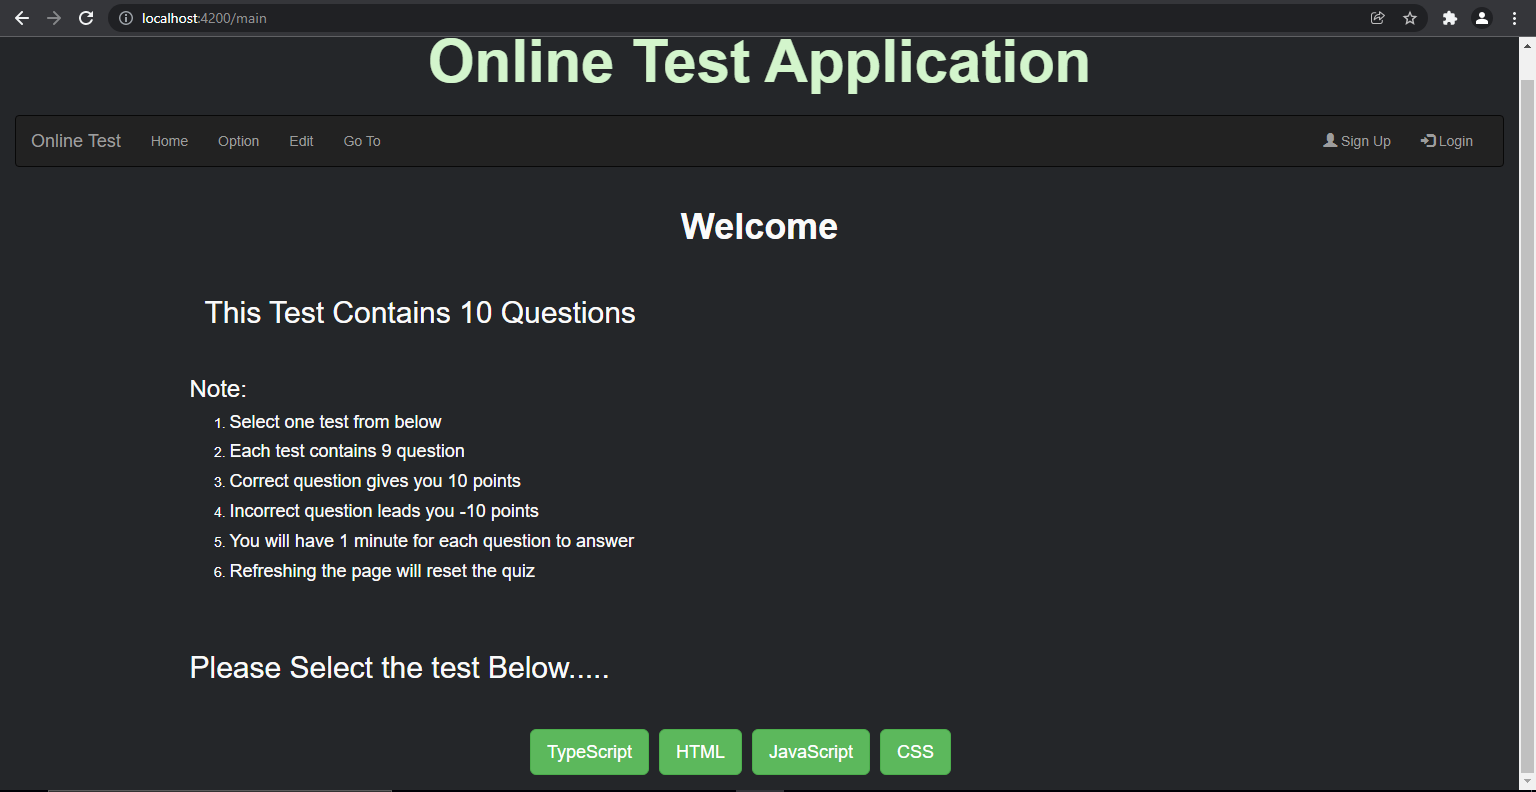 localhost:4200/main
Online Test Application
Online Test Home Option Edit Go To Sign Up Login
Welcome
This Test Contains 10 Questions
Note:
1. Select one test from below
2. Each test contains 9 question
3. Correct question gives you 10 points
4. Incorrect question leads you -10 points
5. You will have 1 minute for each question to answer
6. Refreshing the page will reset the quiz
Please Select the test Below.....
TypeScript HTML JavaScript CSS